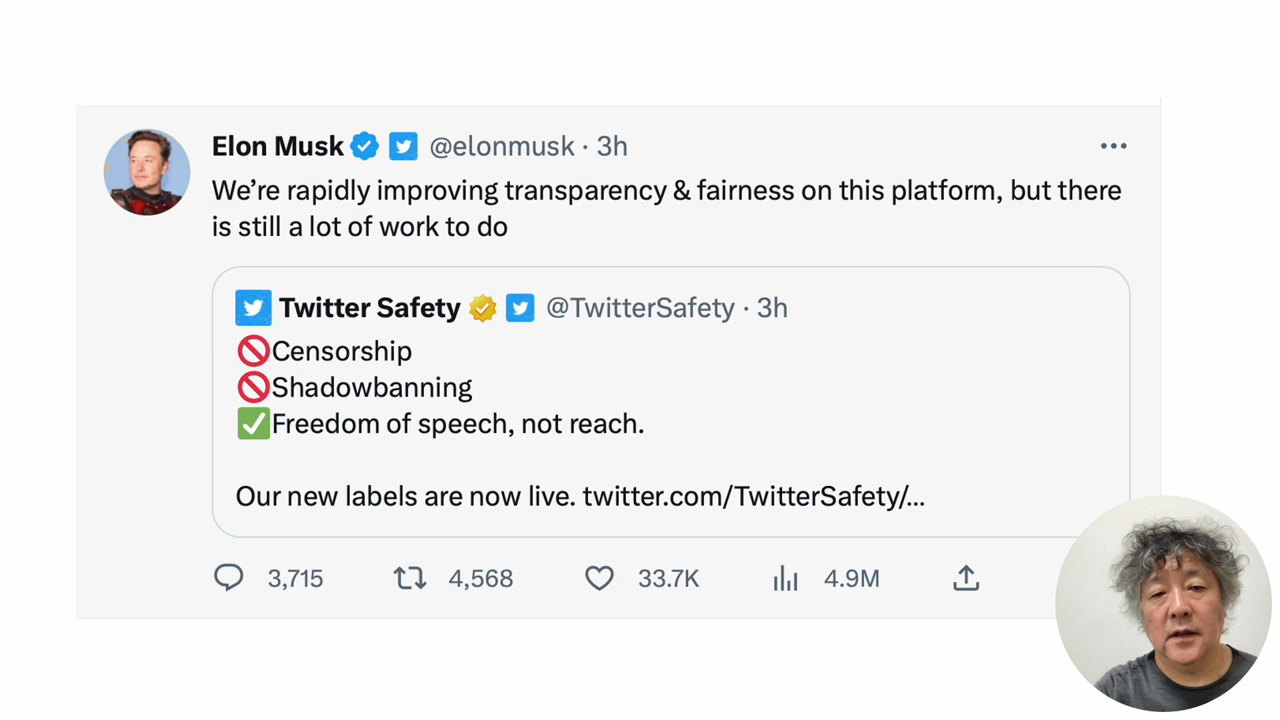 Elon Musk @elonmusk · 3h
We’re rapidly improving transparency & fairness on this platform, but there
is still a lot of work to do
Twitter Safety @TwitterSafety · 3h
🚫Censorship
🚫Shadowbanning
✅Freedom of speech, not reach.
Our new labels are now live. twitter.com/TwitterSafety/...
3,715 4,568 33.7K 4.9M